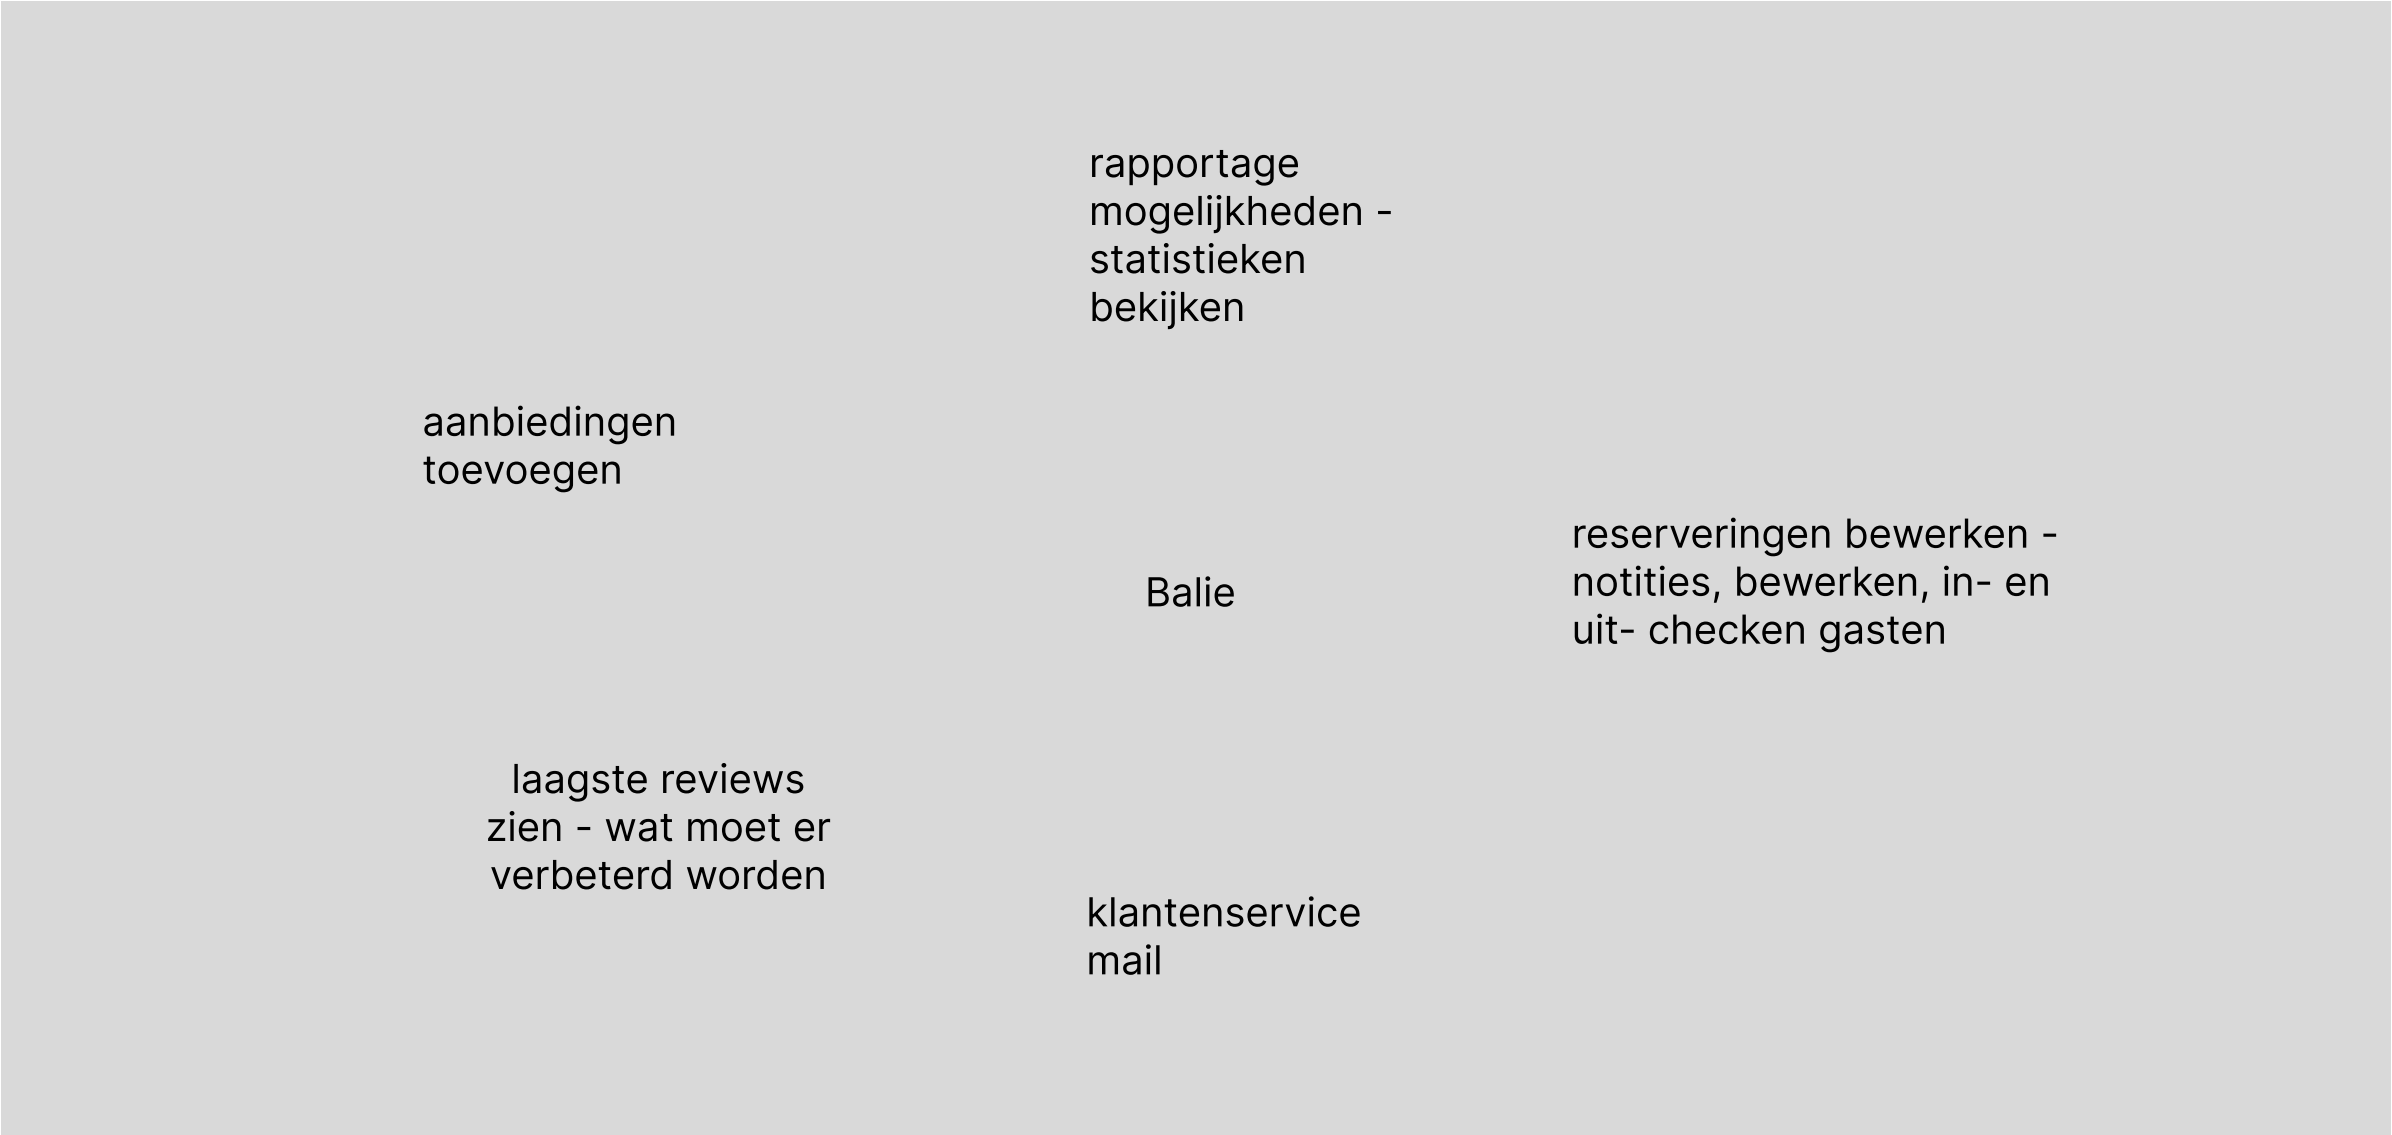 rapportage
mogelijkheden -
statistieken
bekijken
aanbiedingen
toevoegen
reserveringen bewerken -
notities, bewerken, in- en
uit- checken gasten
Balie
laagste reviews
zien - wat moet er
verbeterd worden
klantenservice
mail